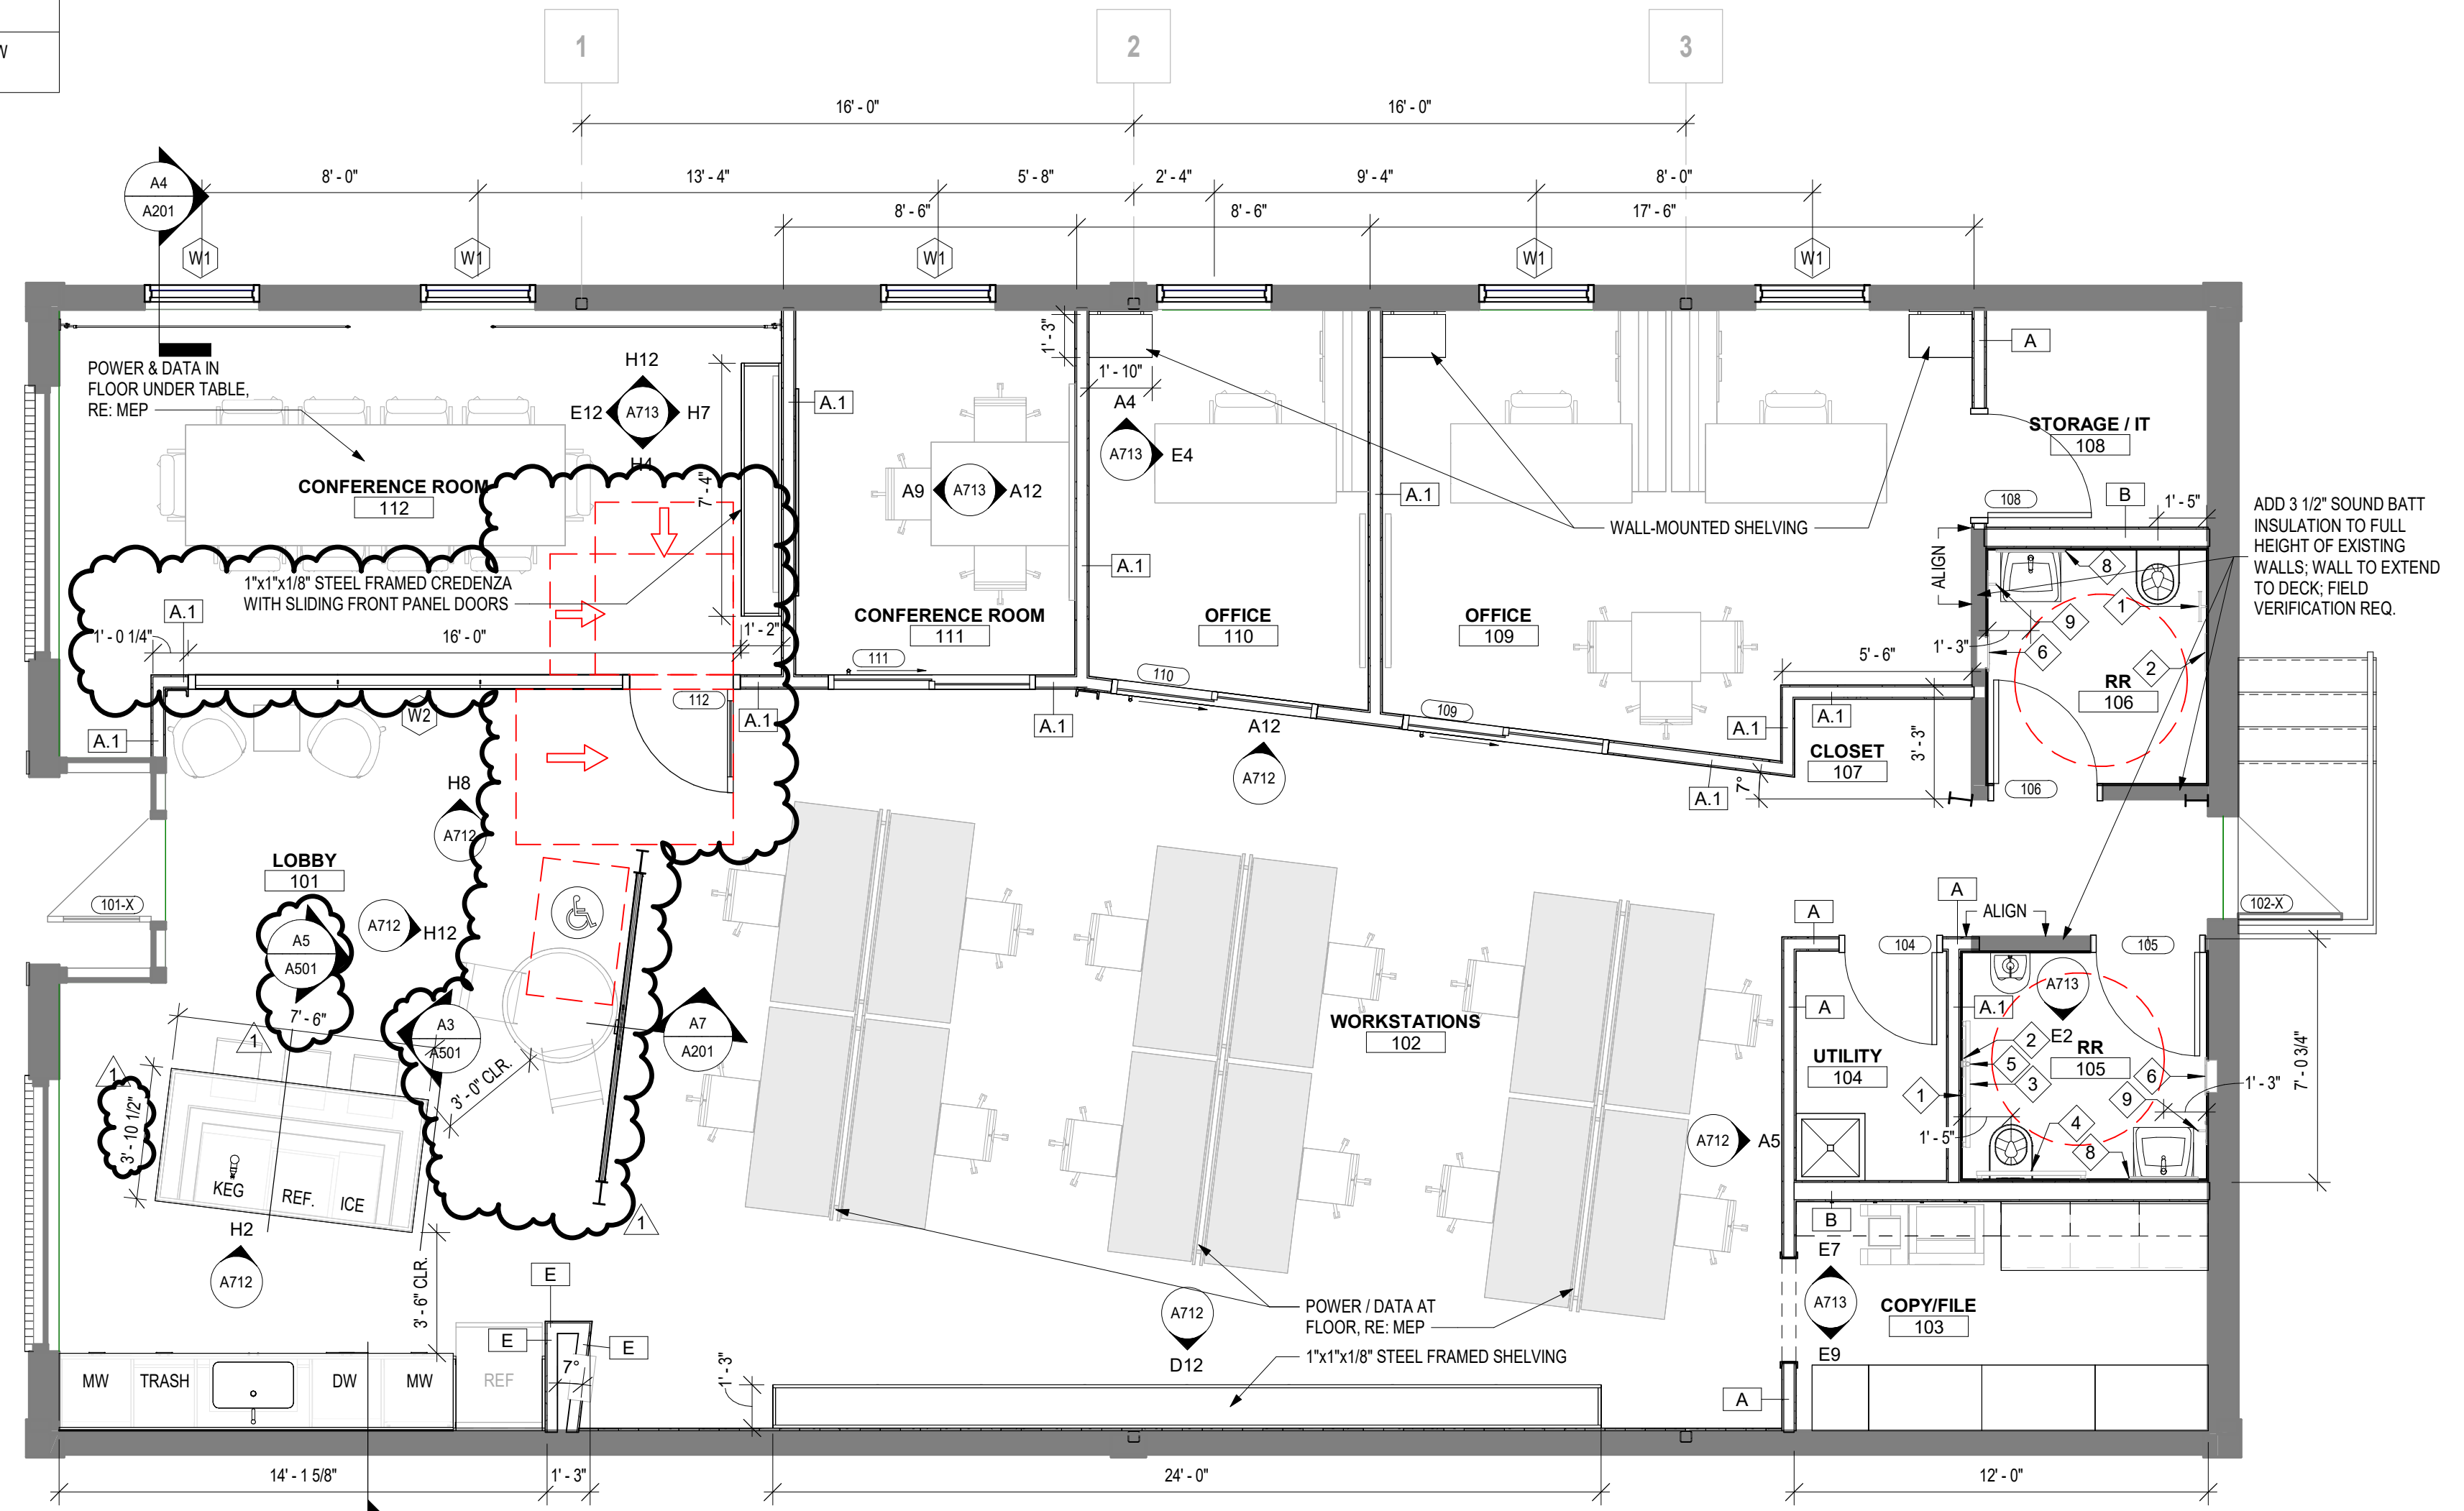 W
1
2
3
16' - 0"
16' - 0"
8' - 0"
13' - 4"
5' - 8"
2' - 4"
9' - 4"
8' - 0"
A4
A201
8' - 6"
8' - 6"
17' - 6"
W1
W1
W1
W1
W1
POWER & DATA IN
FLOOR UNDER TABLE,
RE: MEP
H12
E12
A713
H7
H4
7' - 4"
A.1
1' - 3"
1' - 10"
A4
A713
E4
A
STORAGE / IT
108
108
B
1' - 5"
CONFERENCE ROOM
112
A9
A713
A12
A.1
WALL-MOUNTED SHELVING
ADD 3 1/2" SOUND BATT
INSULATION TO FULL
HEIGHT OF EXISTING
WALLS; WALL TO EXTEND
TO DECK; FIELD
VERIFICATION REQ.
ALIGN
8
1
9
1' - 3"
6
2
1"x1"x1/8" STEEL FRAMED CREDENZA
WITH SLIDING FRONT PANEL DOORS
A.1
A.1
1' - 0 1/4"
16' - 0"
1' - 2"
CONFERENCE ROOM
111
111
OFFICE
110
110
OFFICE
109
109
5' - 6"
RR
106
106
W2
112
A.1
A.1
A.1
A.1
A.1
A.1
CLOSET
107
3' - 3"
7°
A12
A712
H8
A712
LOBBY
101
101-X
A5
A501
A712
H12
A
A
ALIGN
104
105
102-X
7' - 6"
1
1
3' - 10 1/2"
A3
A501
3' - 0" CLR.
A7
A201
WORKSTATIONS
102
A
A.1
A713
E2
2
5
3
RR
105
6
9
1' - 3"
7' - 0 3/4"
UTILITY
104
1
4
8
1' - 5"
KEG
REF.
ICE
1
A712
A5
H2
A712
3' - 6" CLR.
B
E7
A713
E9
COPY/FILE
103
E
E
E
7°
A712
D12
POWER / DATA AT
FLOOR, RE: MEP
1"x1"x1/8" STEEL FRAMED SHELVING
1' - 3"
A
MW
TRASH
DW
MW
REF
14' - 1 5/8"
1' - 3"
24' - 0"
12' - 0"